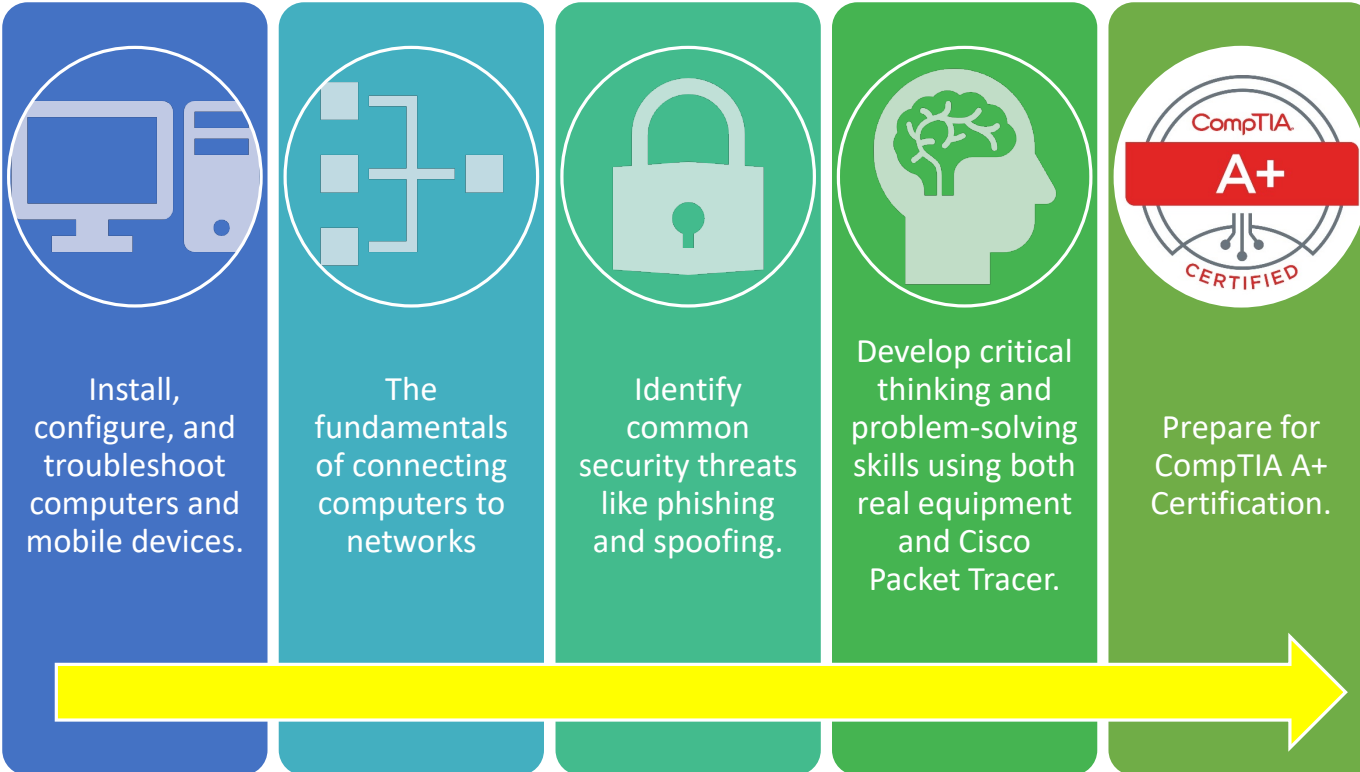 CompTIA.
A+
CERTIFIED
Install,
configure, and
troubleshoot
computers and
mobile devices.
The
fundamentals
of connecting
computers to
networks
Identify
common
security threats
like phishing
and spoofing.
Develop critical
thinking and
problem-solving
skills using both
real equipment
and Cisco
Packet Tracer.
Prepare for
CompTIA A+
Certification.